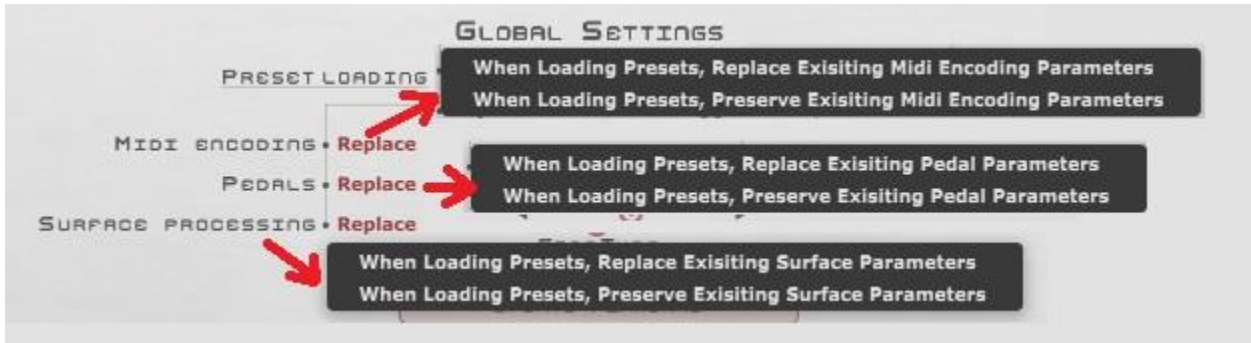 Global Settings
Preset loading
When Loading Presets, Replace Exisiting Midi Encoding Parameters
When Loading Presets, Preserve Exisiting Midi Encoding Parameters
Midi encoding • Replace
When Loading Presets, Replace Exisiting Pedal Parameters
Pedals • Replace
When Loading Presets, Preserve Exisiting Pedal Parameters
Surface processing • Replace
When Loading Presets, Replace Exisiting Surface Parameters
When Loading Presets, Preserve Exisiting Surface Parameters